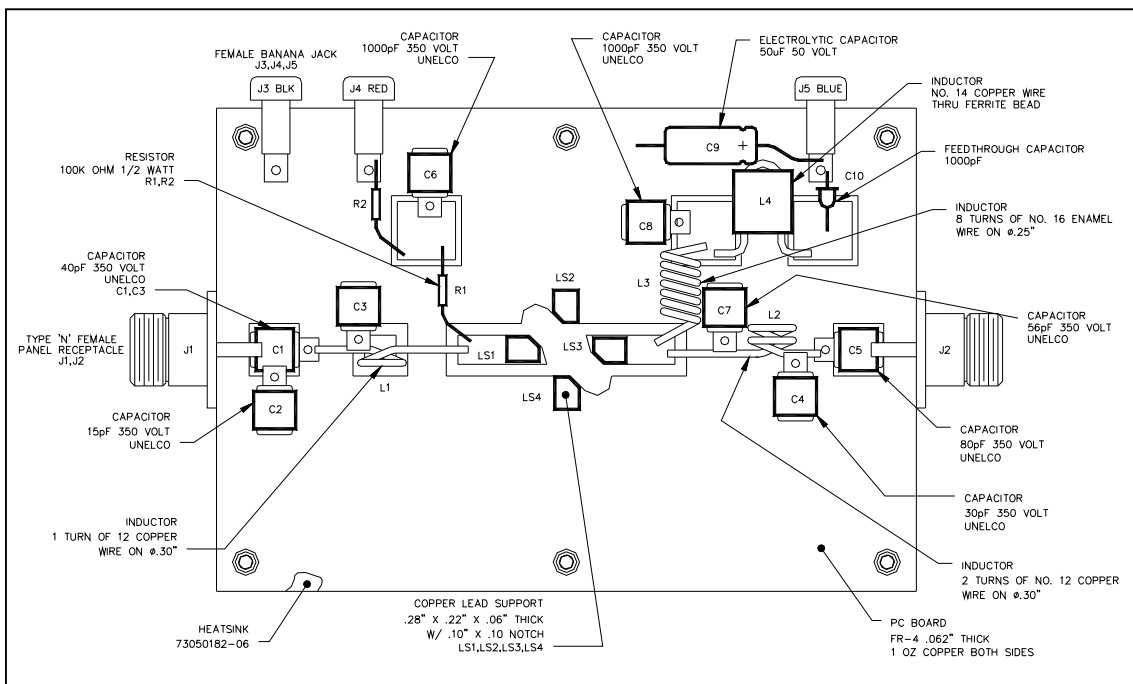 CAPACITOR
1000pF 350 VOLT
UNELCO
CAPACITOR
1000pF 350 VOLT
UNELCO
ELECTROLYTIC CAPACITOR
50uF 50 VOLT
FEMALE BANANA JACK
J3,J4,J5
INDUCTOR
NO. 14 COPPER WIRE
THRU FERRITE BEAD
J3 BLK
J4 RED
J5 BLUE
RESISTOR
100K OHM 1/2 WATT
R1,R2
C9
+
FEEDTHROUGH CAPACITOR
1000pF
C6
C10
R2
L4
C8
INDUCTOR
8 TURNS OF NO. 16 ENAMEL
WIRE ON ø.25"
CAPACITOR
40pF 350 VOLT
UNELCO
C1,C3
LS2
L3
R1
C3
C7
L2
CAPACITOR
56pF 350 VOLT
UNELCO
TYPE 'N' FEMALE
PANEL RECEPTACLE
J1,J2
J1
C1
LS1
LS3
C5
J2
L1
LS4
C2
C4
CAPACITOR
15pF 350 VOLT
UNELCO
CAPACITOR
80pF 350 VOLT
UNELCO
CAPACITOR
30pF 350 VOLT
UNELCO
INDUCTOR
1 TURN OF 12 COPPER
WIRE ON ø.30"
INDUCTOR
2 TURNS OF NO. 12 COPPER
WIRE ON ø.30"
HEATSINK
73050182-06
COPPER LEAD SUPPORT
.28" X .22" X .06" THICK
W/ .10" X .10 NOTCH
LS1,LS2,LS3,LS4
PC BOARD
FR-4 .062" THICK
1 OZ COPPER BOTH SIDES